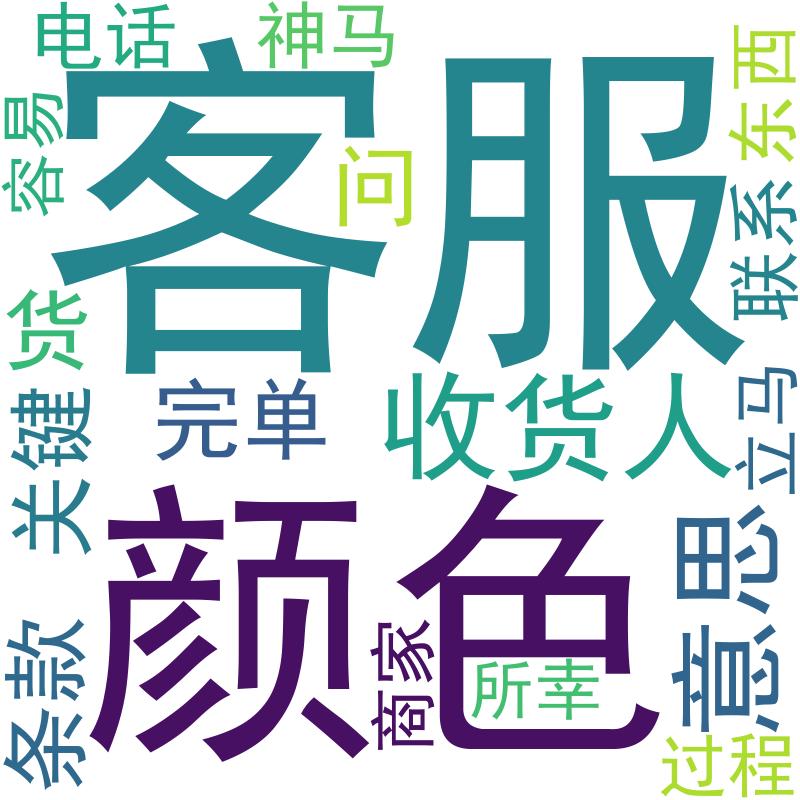 电话
神马
客服
东西
容易
问
联系
货
收货人
完单
立马
关键
颜色
意思
条款
商家
所幸
过程